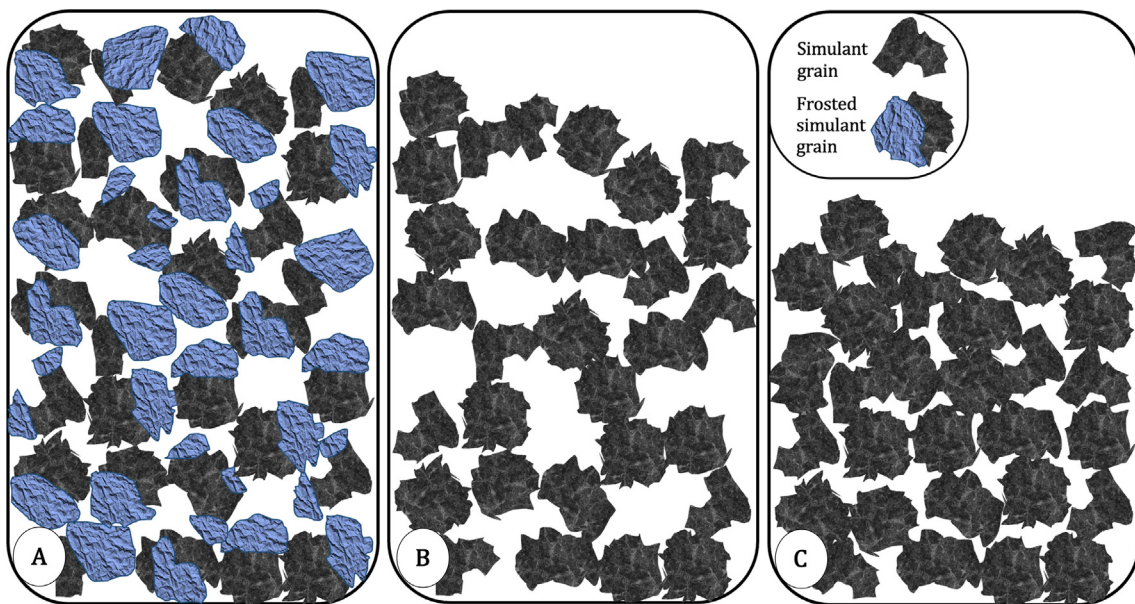 Simulant
grain
Frosted
simulant
grain
A
B
C